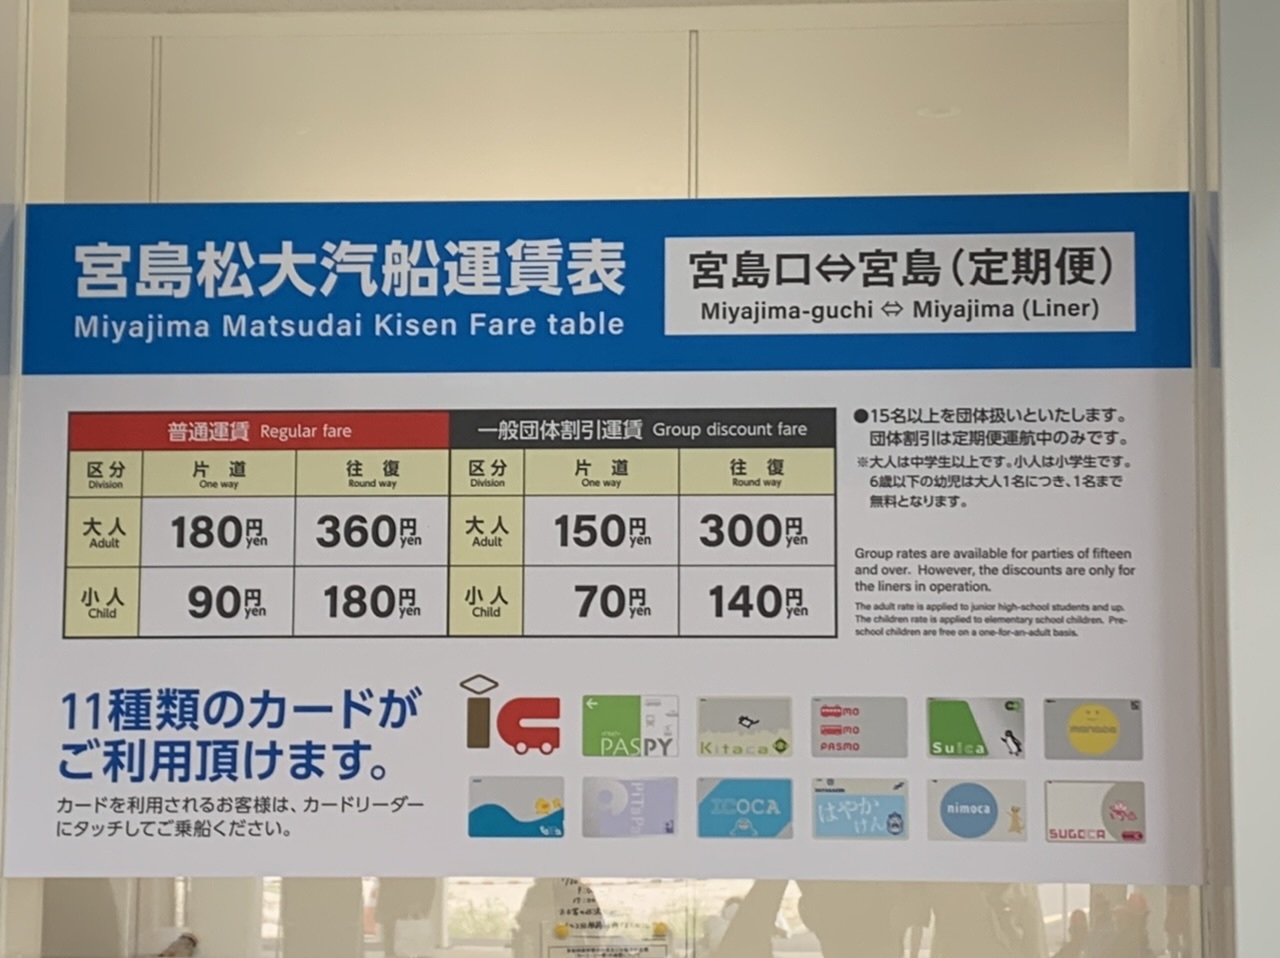 宮島松大汽船運賃表
Miyajima Matsudai Kisen Fare table
宮島口⇔宮島(定期便)
Miyajima-guchi ⇔ Miyajima (Liner)
普通運賃 Regular fare
一般団体割引運賃 Group discount fare
区分 片道 往復 区分 片道 往復
Division One way Round way Division One way Round way
大人 180円 360円 大人 150円 300円
Adult yen yen Adult yen yen
小人 90円 180円 小人 70円 140円
Child yen yen Child yen yen
●15名以上を団体扱いといたします。
団体割引は定期便運航中のみです。
※大人は中学生以上です。小人は小学生です。
6歳以下の幼児は大人1名につき、1名まで
無料となります。
Group rates are available for parties of fifteen
and over. However, the discounts are only for
the liners in operation.
The adult rate is applied to junior high-school students and up.
The children rate is applied to elementary school children. Pre-
school children are free on a one-for-an-adult basis.
11種類のカードが
ご利用頂けます。
カードを利用されるお客様は、カードリーダー
にタッチしてご乗船ください。
IC
PASPY
Kitaca
PASMO
Suica
manaca
PiTaPa
ICOCA
はやか
けん
nimoca
SUGOCA